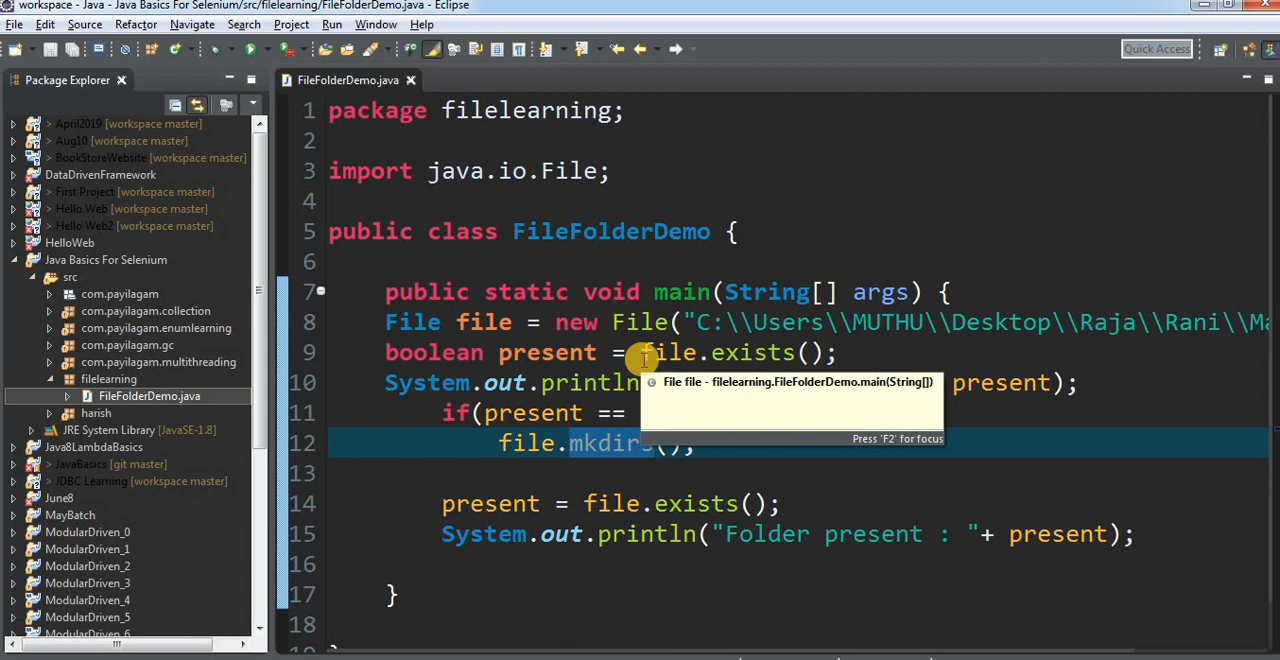 workspace - Java - Java Basics For Selenium/src/filelearning/FileFolderDemo.java - Eclipse
File Edit Source Refactor Navigate Search Project Run Window Help
Quick Access
Package Explorer
FileFolderDemo.java
> April2019 [workspace master]
> Aug10 [workspace master]
> BookStoreWebsite [workspace master]
DataDrivenFramework
> First Project [workspace master]
> Hello Web [workspace master]
> Hello Web2 [workspace master]
HelloWeb
Java Basics For Selenium
src
com.payilagam
com.payilagam.collection
com.payilagam.enumlearning
com.payilagam.gc
com.payilagam.multithreading
filelearning
FileFolderDemo.java
harish
JRE System Library [JavaSE-1.8]
Java8LambdaBasics
> JavaBasics [git master]
> JDBC Learning [workspace master]
June8
MayBatch
ModularDriven_0
ModularDriven_1
ModularDriven_2
ModularDriven_3
ModularDriven_4
ModularDriven_5
ModularDriven_6
1 package filelearning;
2
3 import java.io.File;
4
5 public class FileFolderDemo {
6
7 public static void main(String[] args) {
8 File file = new File("C:\\Users\\MUTHU\\Desktop\\Raja\\Rani\\Ma
9 boolean present = file.exists();
10 System.out.println present);
11 if(present ==
12 file.mkdirs();
13
14 present = file.exists();
15 System.out.println("Folder present : "+ present);
16
17 }
18
File file - filelearning.FileFolderDemo.main(String[])
Press 'F2' for focus